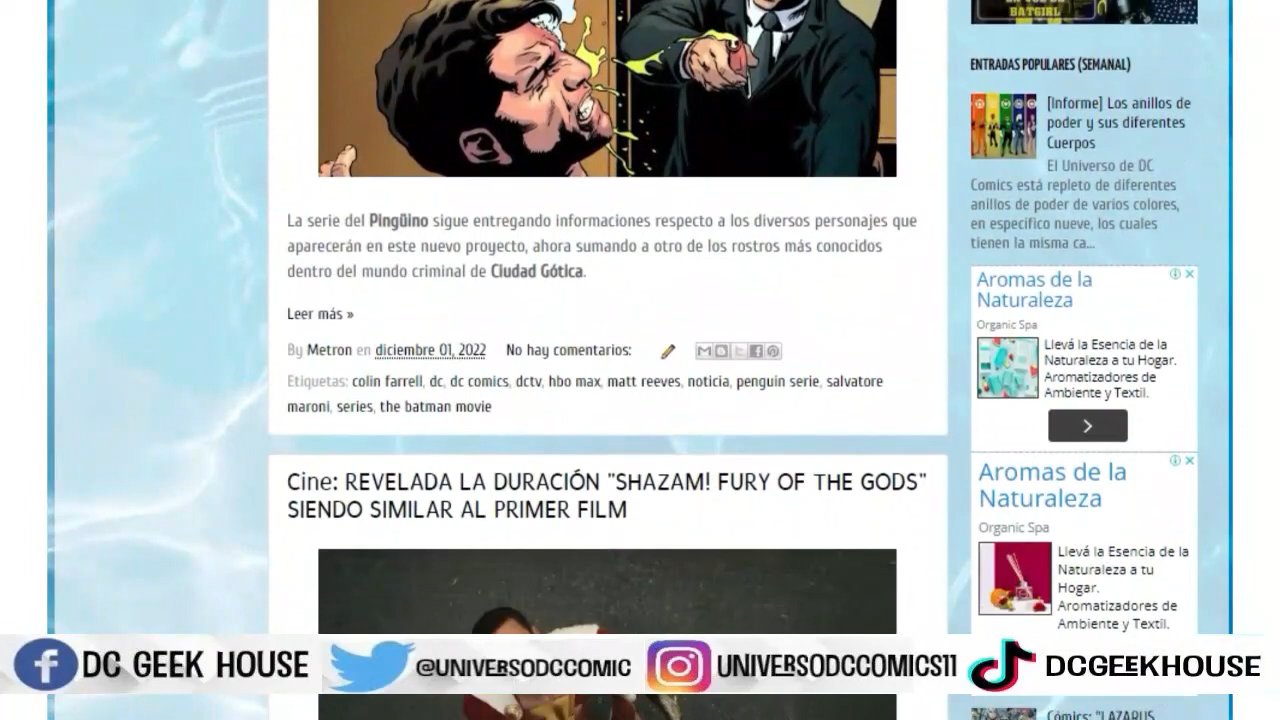 BATGIRL
ENTRADAS POPULARES (SEMANAL)
[Informe] Los anillos de
poder y sus diferentes
Cuerpos
El Universo de DC
Comics está repleto de diferentes
anillos de poder de varios colores,
en específico nueve, los cuales
tienen la misma ca...
La serie del Pingüino sigue entregando informaciones respecto a los diversos personajes que
aparecerán en este nuevo proyecto, ahora sumando a otro de los rostros más conocidos
dentro del mundo criminal de Ciudad Gótica.
Leer más »
By Metron en diciembre 01, 2022 No hay comentarios:
Etiquetas: colin farrell, dc, dc comics, dctv, hbo max, matt reeves, noticia, penguin serie, salvatore
maroni, series, the batman movie
Aromas de la
Naturaleza
Organic Spa
Llevá la Esencia de la
Naturaleza a tu Hogar.
Aromatizadores de
Ambiente y Textil.
Cine: REVELADA LA DURACIÓN "SHAZAM! FURY OF THE GODS"
SIENDO SIMILAR AL PRIMER FILM
Aromas de la
Naturaleza
Organic Spa
Llevá la Esencia de la
Naturaleza a tu
Hogar.
Aromatizadores de
Ambiente y Textil.
DC GEEK HOUSE @UNIVERSODCCOMIC UNIVERSODCCOMICS11 DCGEEKHOUSE
Cómics: "LAZARUS